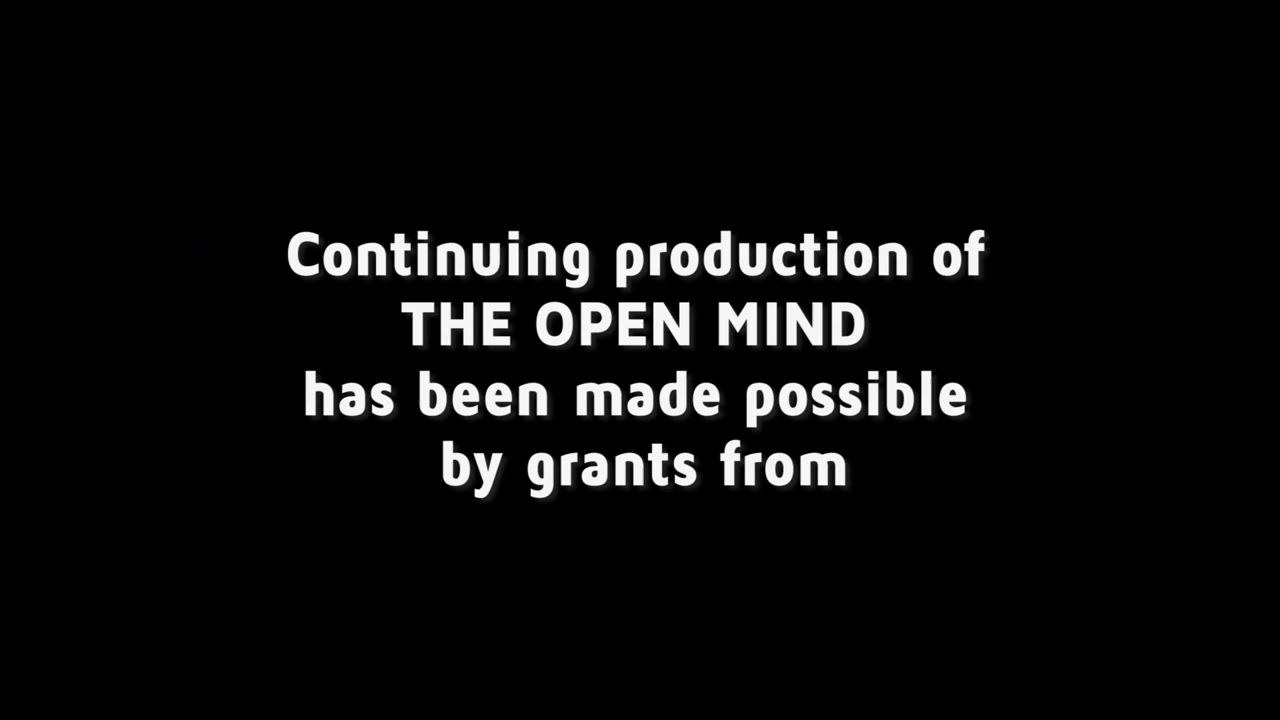 Continuing production of
THE OPEN MIND
has been made possible
by grants from